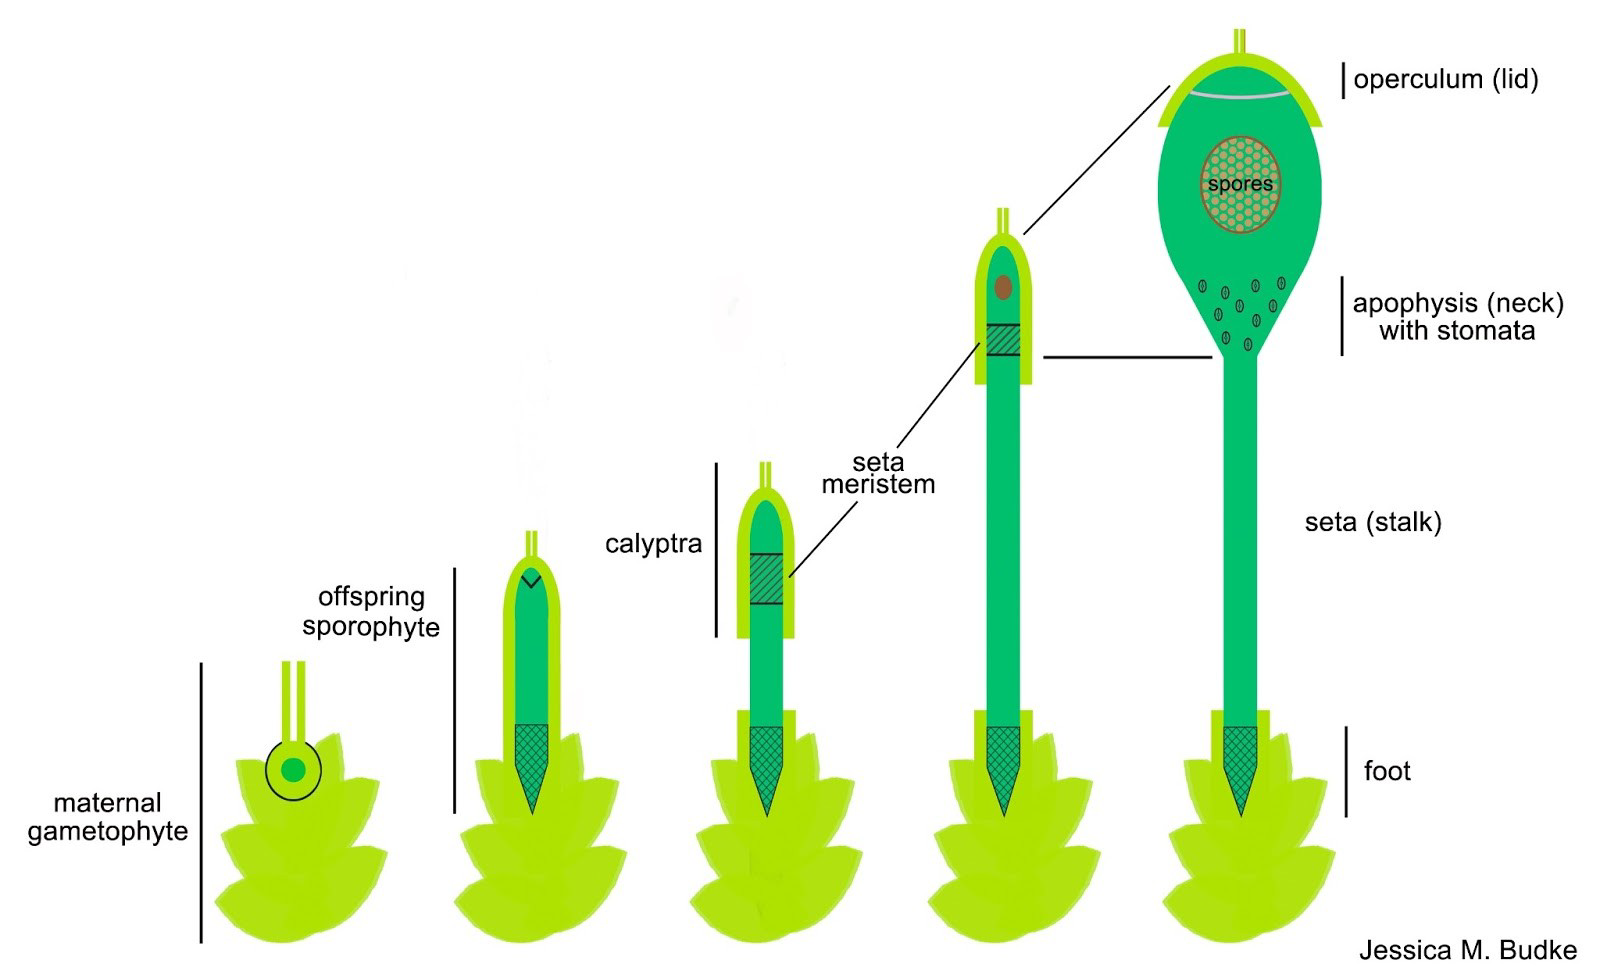 operculum (lid)
spores
apophysis (neck)
with stomata
seta
meristem
seta (stalk)
calyptra
offspring
sporophyte
foot
maternal
gametophyte
Jessica M. Budke